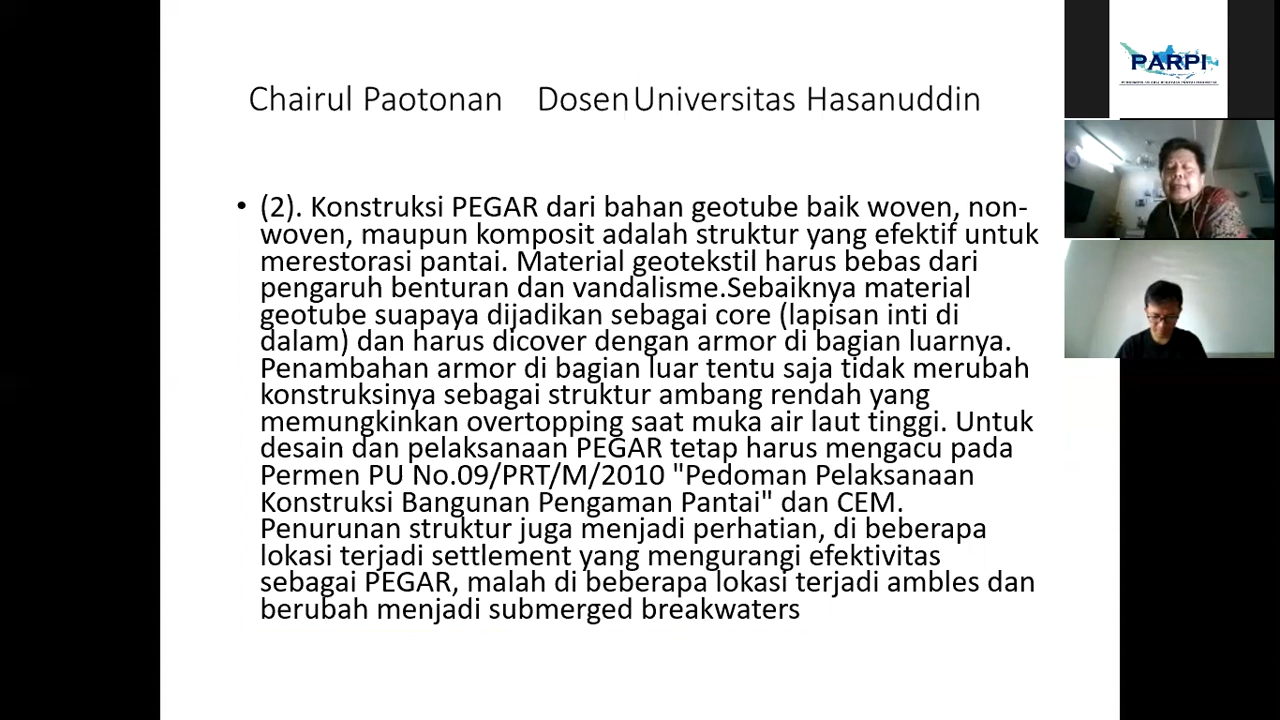 Chairul Paotonan Dosen Universitas Hasanuddin
• (2). Konstruksi PEGAR dari bahan geotube baik woven, non-
woven, maupun komposit adalah struktur yang efektif untuk
merestorasi pantai. Material geotekstil harus bebas dari
pengaruh benturan dan vandalisme.Sebaiknya material
geotube suapaya dijadikan sebagai core (lapisan inti di
dalam) dan harus dicover dengan armor di bagian luarnya.
Penambahan armor di bagian luar tentu saja tidak merubah
konstruksinya sebagai struktur ambang rendah yang
memungkinkan overtopping saat muka air laut tinggi. Untuk
desain dan pelaksanaan PEGAR tetap harus mengacu pada
Permen PU No.09/PRT/M/2010 "Pedoman Pelaksanaan
Konstruksi Bangunan Pengaman Pantai" dan CEM.
Penurunan struktur juga menjadi perhatian, di beberapa
lokasi terjadi settlement yang mengurangi efektivitas
sebagai PEGAR, malah di beberapa lokasi terjadi ambles dan
berubah menjadi submerged breakwaters
PARPI